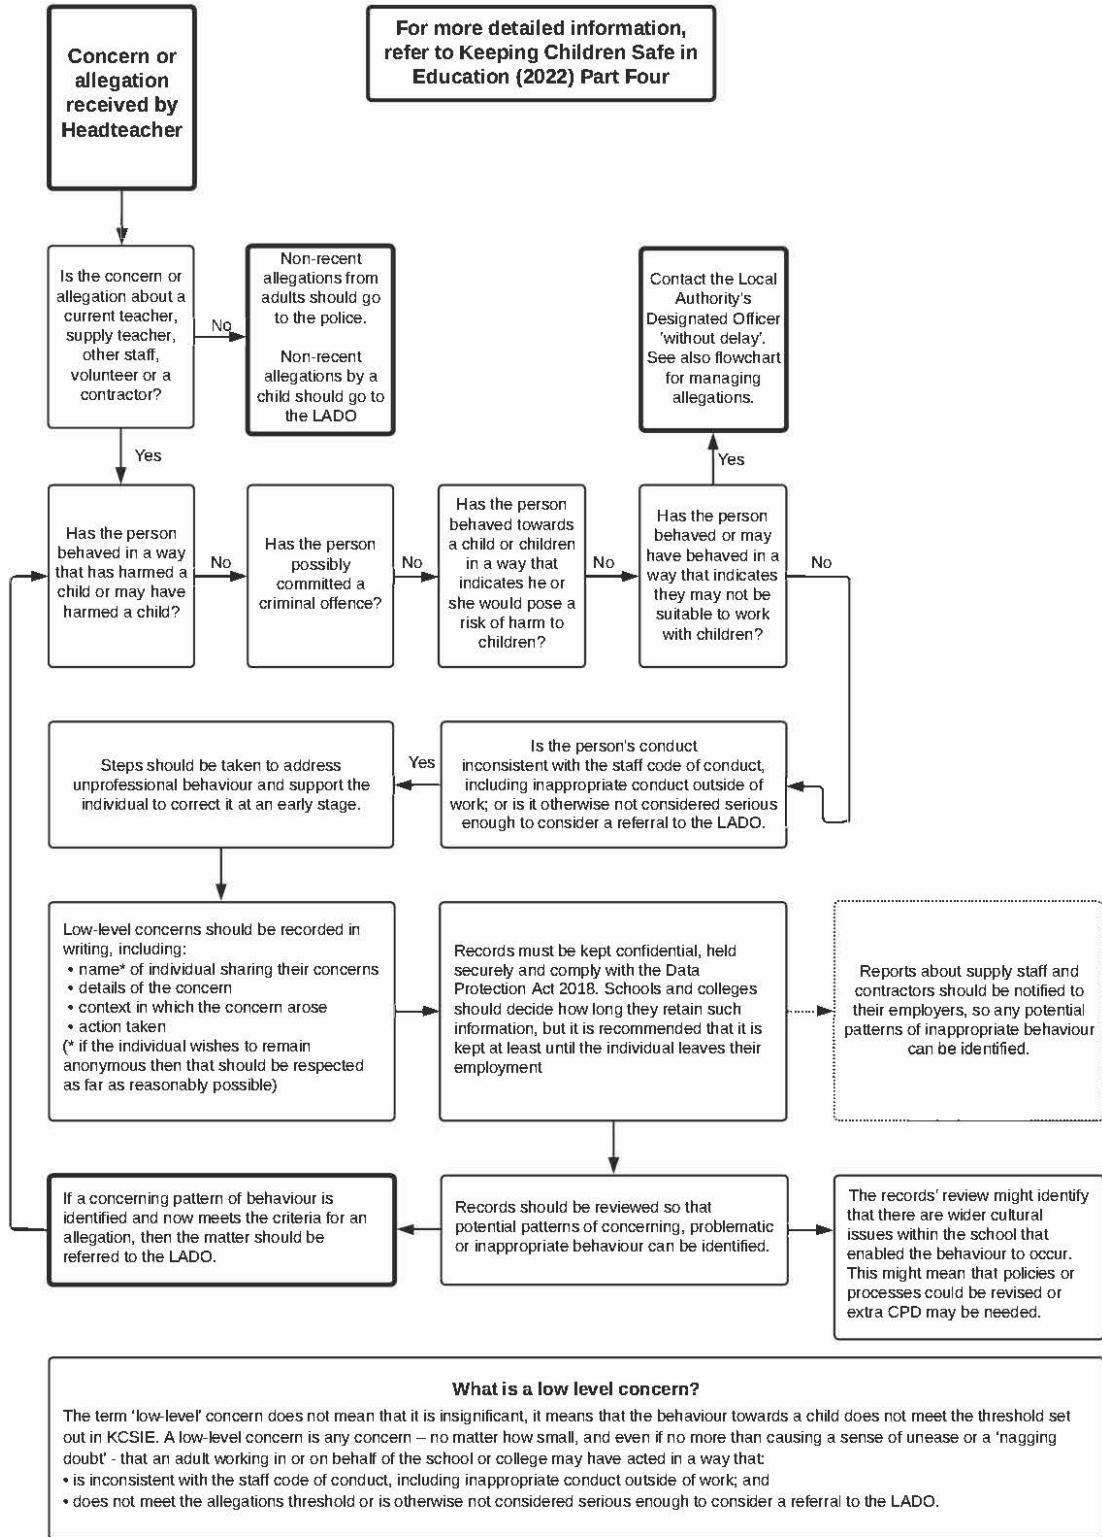 Concern or
allegation
received by
Headteacher
For more detailed information,
refer to Keeping Children Safe in
Education (2022) Part Four
Is the concern or
allegation about a
current teacher,
supply teacher,
other staff,
volunteer or a
contractor?
No
Non-recent
allegations from
adults should go
to the police.
Non-recent
allegations by a
child should go to
the LADO
Contact the Local
Authority's
Designated Officer
'without delay'.
See also flowchart
for managing
allegations.
Yes
Yes
Has the person
behaved in a way
that has harmed a
child or may have
harmed a child?
No
Has the person
possibly
committed a
criminal offence?
No
Has the person
behaved towards
a child or children
in a way that
indicates he or
she would pose a
risk of harm to
children?
No
Has the person
behaved or may
have behaved in a
way that indicates
they may not be
suitable to work
with children?
No
Is the person's conduct
inconsistent with the staff code of conduct,
including inappropriate conduct outside of
work; or is it otherwise not considered serious
enough to consider a referral to the LADO.
Yes
Steps should be taken to address
unprofessional behaviour and support the
individual to correct it at an early stage.
Low-level concerns should be recorded in
writing, including:
• name* of individual sharing their concerns
• details of the concern
• context in which the concern arose
• action taken
(* if the individual wishes to remain
anonymous then that should be respected
as far as reasonably possible)
Records must be kept confidential, held
securely and comply with the Data
Protection Act 2018. Schools and colleges
should decide how long they retain such
information, but it is recommended that it is
kept at least until the individual leaves their
employment
Reports about supply staff and
contractors should be notified to
their employers, so any potential
patterns of inappropriate behaviour
can be identified.
If a concerning pattern of behaviour is
identified and now meets the criteria for an
allegation, then the matter should be
referred to the LADO.
Records should be reviewed so that
potential patterns of concerning, problematic
or inappropriate behaviour can be identified.
The records' review might identify
that there are wider cultural
issues within the school that
enabled the behaviour to occur.
This might mean that policies or
processes could be revised or
extra CPD may be needed.
What is a low level concern?
The term 'low-level' concern does not mean that it is insignificant, it means that the behaviour towards a child does not meet the threshold set
out in KCSIE. A low-level concern is any concern – no matter how small, and even if no more than causing a sense of unease or a 'nagging
doubt' - that an adult working in or on behalf of the school or college may have acted in a way that:
• is inconsistent with the staff code of conduct, including inappropriate conduct outside of work; and
• does not meet the allegations threshold or is otherwise not considered serious enough to consider a referral to the LADO.